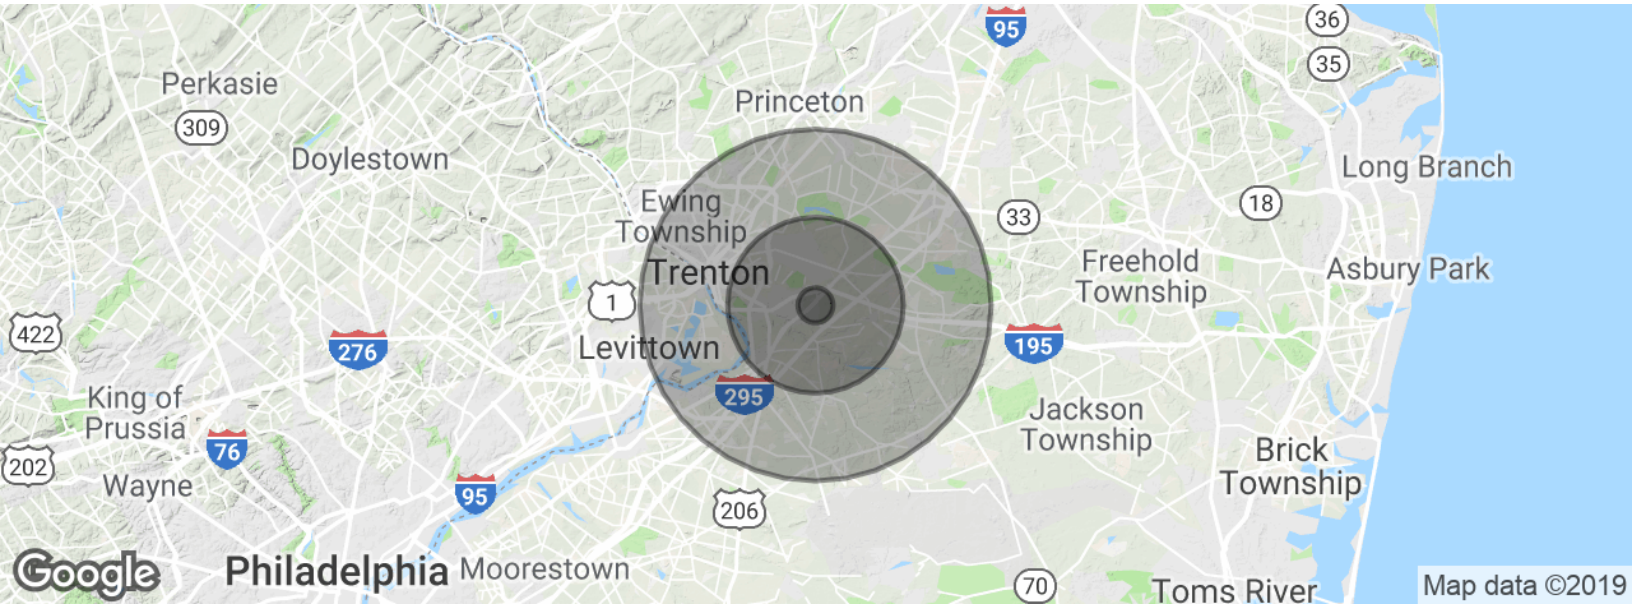 36
95
35
Perkasie
Princeton
309
Doylestown
Long Branch
Ewing
Township
18
33
Trenton
Freehold
Township
Asbury Park
1
422
276
Levittown
195
295
King of
Prussia
Jackson
Township
76
Brick
Township
202
Wayne
95
206
Google
Philadelphia
Moorestown
70
Toms River
Map data ©2019